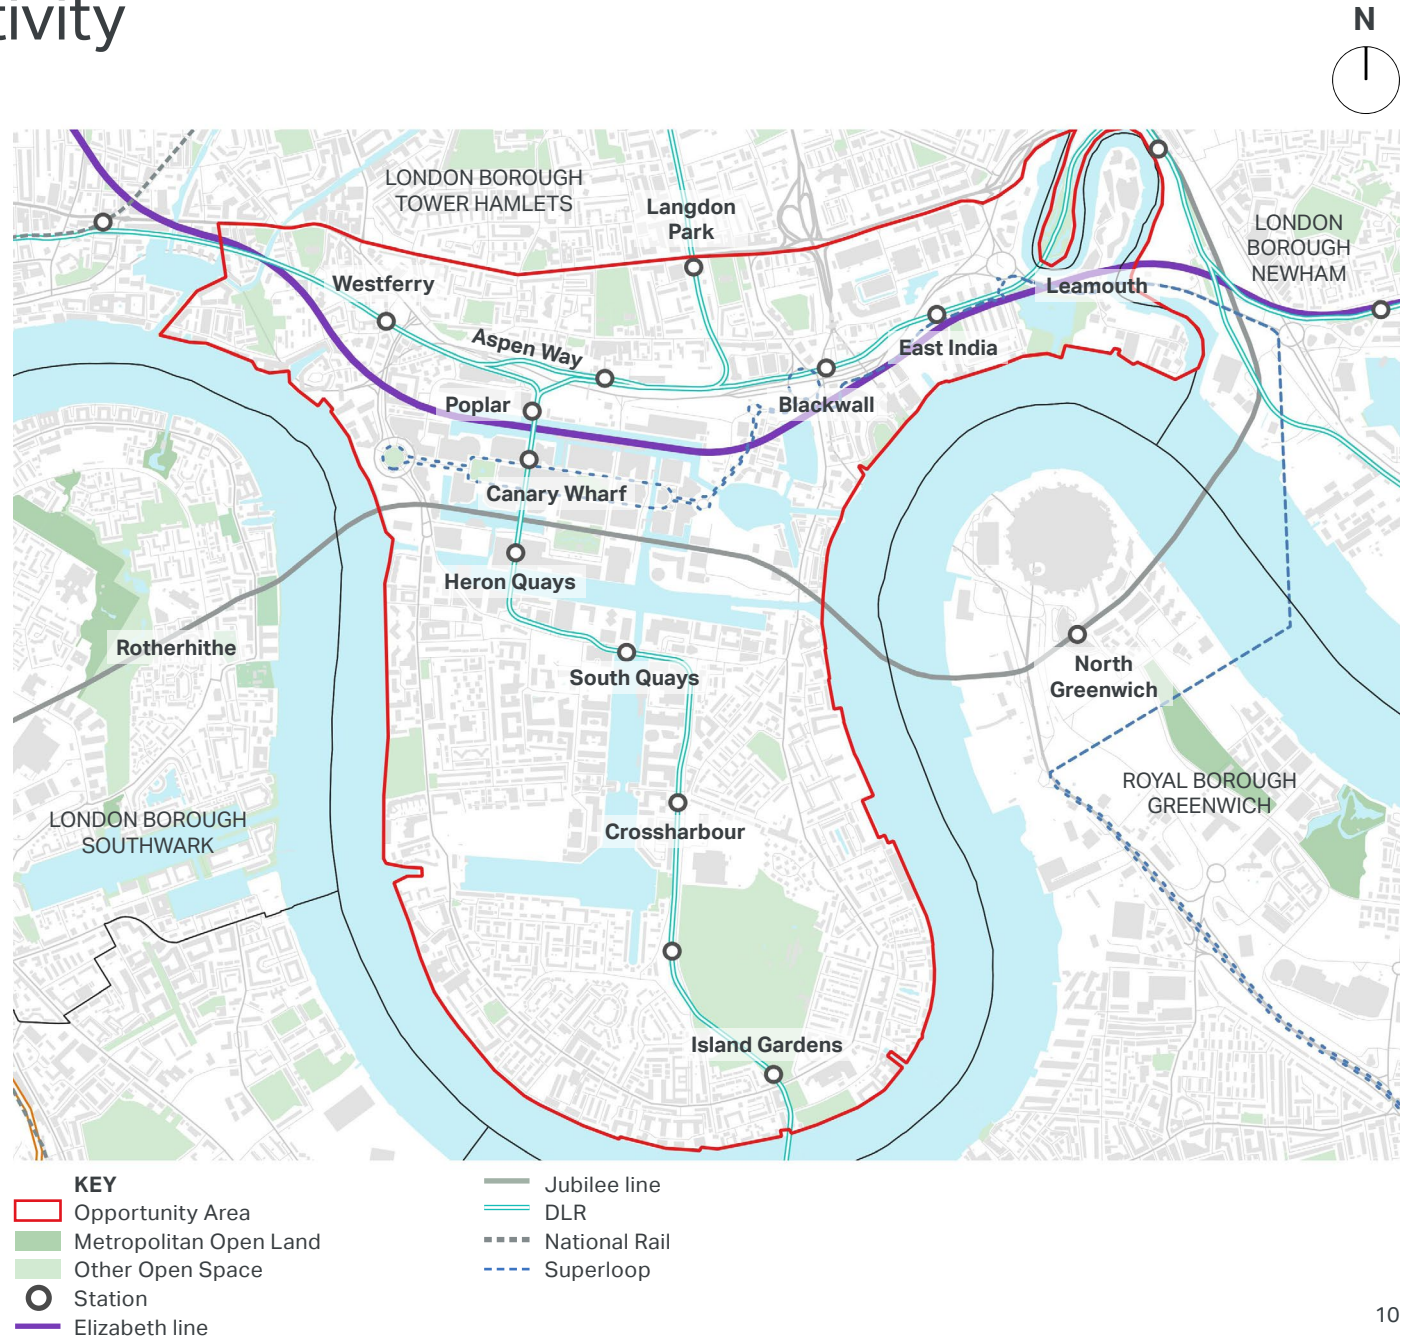 tivity
N
LONDON BOROUGH
TOWER HAMLETS
Langdon
Park
LONDON
BOROUGH
NEWHAM
Westferry
Leamouth
Aspen Way
East India
Poplar
Blackwall
Canary Wharf
Heron Quays
Rotherhithe
North
Greenwich
South Quays
ROYAL BOROUGH
GREENWICH
LONDON BOROUGH
SOUTHWARK
Crossharbour
Island Gardens
KEY
Opportunity Area
Metropolitan Open Land
Other Open Space
Station
Elizabeth line
Jubilee line
DLR
National Rail
Superloop
10